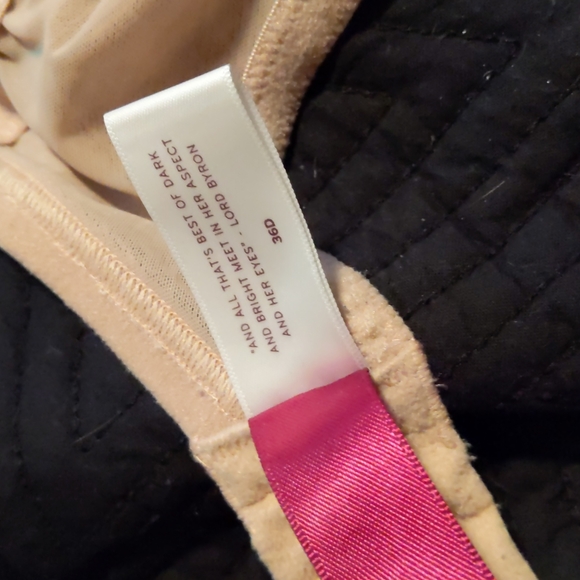 "AND ALL THAT'S BEST OF DARK
AND BRIGHT MEET IN HER ASPECT
AND HER EYES" - LORD BYRON
36D